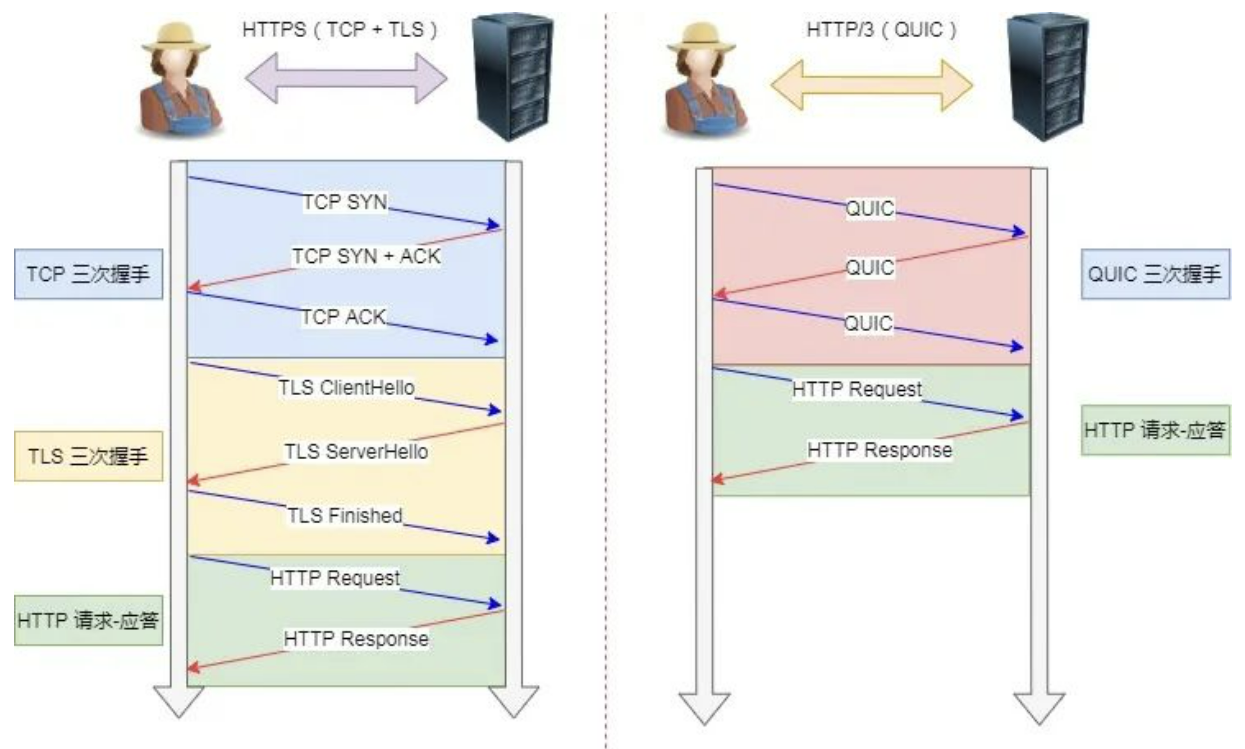 HTTPS（TCP + TLS）
TCP 三次握手
TCP SYN
TCP SYN + ACK
TCP ACK
TLS 三次握手
TLS ClientHello
TLS ServerHello
TLS Finished
HTTP 请求-应答
HTTP Request
HTTP Response
HTTP/3（QUIC）
QUIC
QUIC
QUIC
QUIC 三次握手
HTTP Request
HTTP Response
HTTP 请求-应答